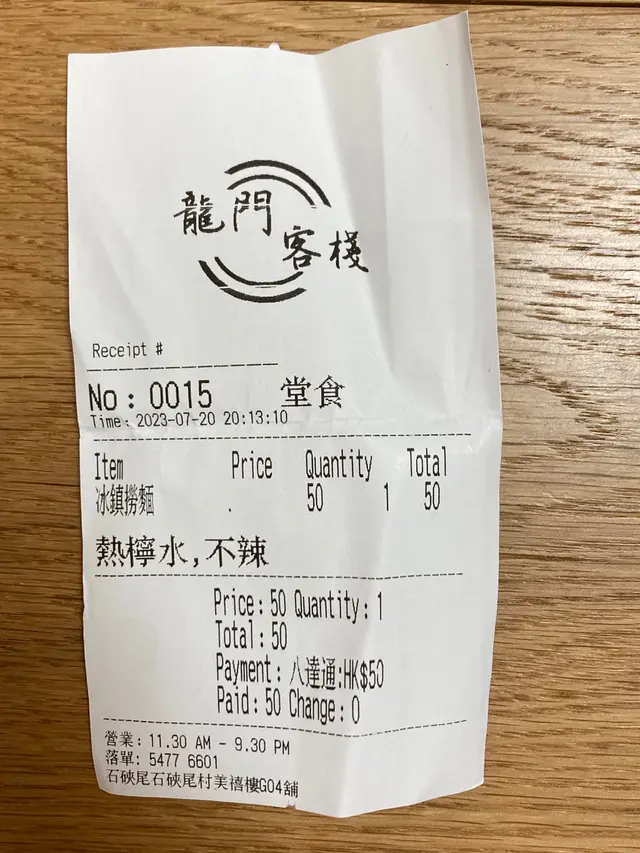 龍門
客棧
Receipt #
No: 0015 堂食
Time: 2023-07-20 20:13:10
Item Price Quantity Total
冰鎮撈麵 . 50 1 50
熱檸水,不辣
Price: 50 Quantity: 1
Total: 50
Payment: 八達通:HK$50
Paid: 50 Change: 0
營業: 11.30 AM - 9.30 PM
落單: 5477 6601
石硤尾石硤尾村美禧樓G04舖